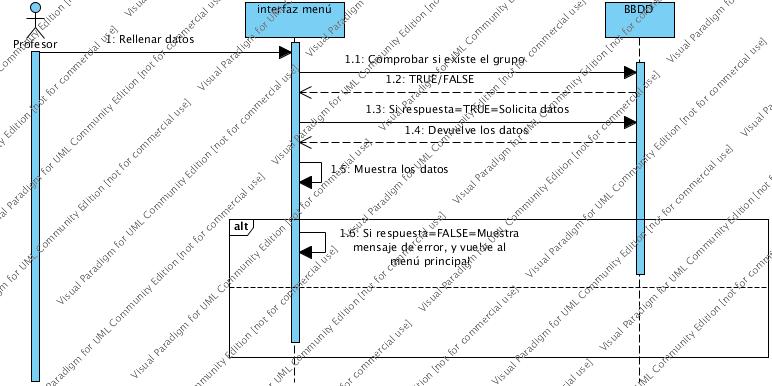 interfaz menú
BBDD
Profesor
1: Rellenar datos
1.1: Comprobar si existe el grupo
1.2: TRUE/FALSE
1.3: Si respuesta=TRUE=Solicita datos
1.4: Devuelve los datos
1.5: Muestra los datos
alt
1.6: Si respuesta=FALSE=Muestra
mensaje de error, y vuelve al
menú principal
Visual Paradigm for UML Community Edition [not for commercial use]